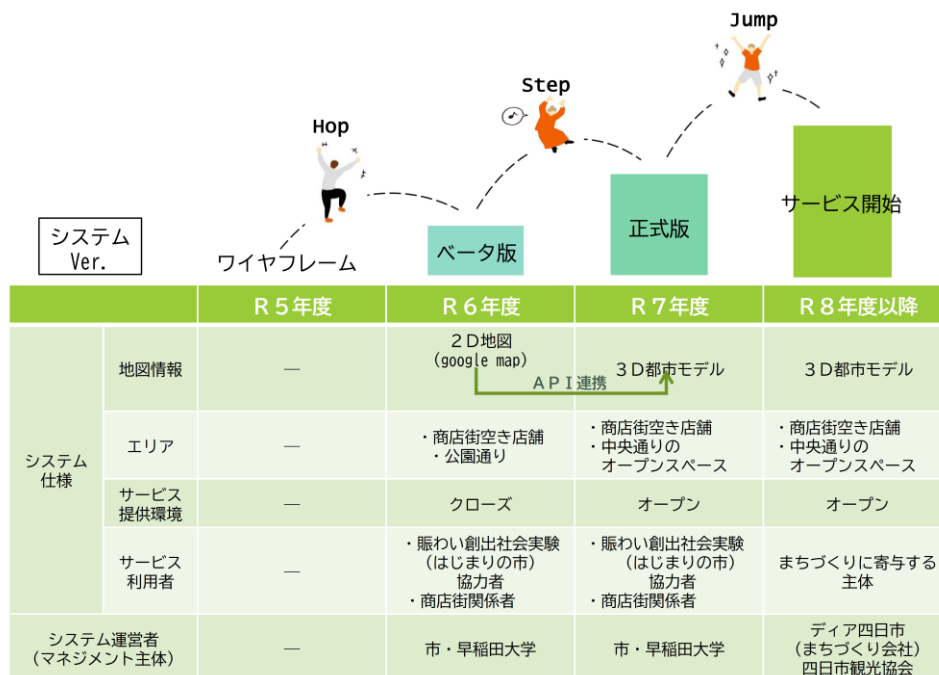 Jump
Step
Hop
システム
Ver.
ワイヤフレーム
ベータ版
正式版
サービス開始
R5年度
R6年度
R7年度
R8年度以降
システム
仕様
地図情報
―
2D地図
(google map)
API連携
3D都市モデル
3D都市モデル
エリア
―
・商店街空き店舗
・公園通り
・商店街空き店舗
・中央通りの
オープンスペース
・商店街空き店舗
・中央通りの
オープンスペース
サービス
提供環境
―
クローズ
オープン
オープン
サービス
利用者
―
・賑わい創出社会実験
(はじまりの市)
協力者
・商店街関係者
・賑わい創出社会実験
(はじまりの市)
協力者
・商店街関係者
まちづくりに寄与する
主体
システム運営者
(マネジメント主体)
―
市・早稲田大学
市・早稲田大学
ディア四日市
(まちづくり会社)
四日市観光協会